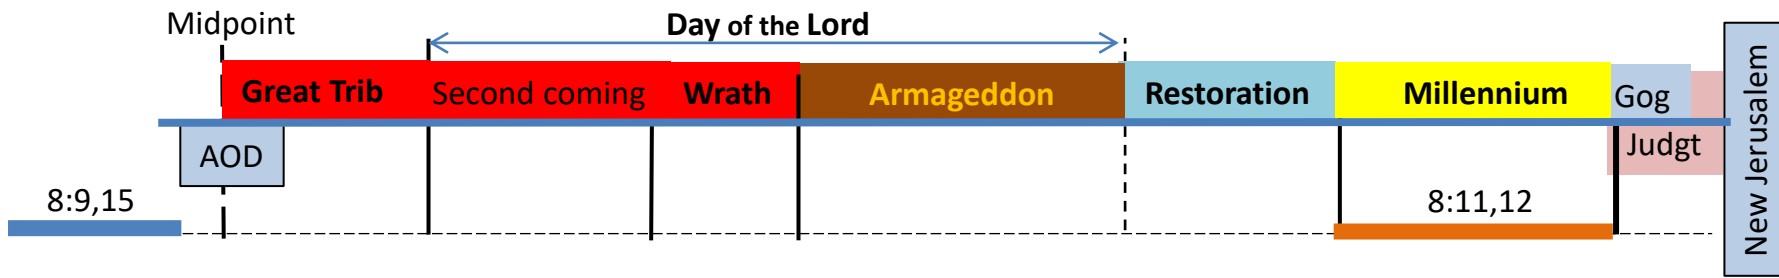 Midpoint
Day of the Lord
Great Trib
Second coming
Wrath
Armageddon
Restoration
Millennium
Gog
AOD
Judgt
8:9,15
8:11,12
New Jerusalem